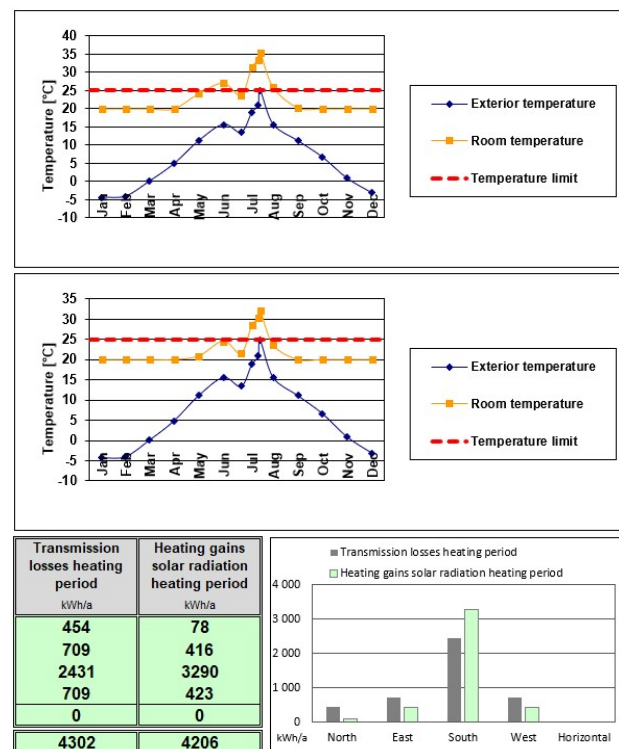 40
35
30
25
20
15
10
5
0
-5
-10
Temperature [°C]
Jan
Feb
Mar
Apr
May
Jun
Jul
Aug
Sep
Oct
Nov
Dec
Exterior temperature
Room temperature
Temperature limit
35
30
25
20
15
10
5
0
-5
-10
Temperature [°C]
Jan
Feb
Mar
Apr
May
Jun
Jul
Aug
Sep
Oct
Nov
Dec
Exterior temperature
Room temperature
Temperature limit
Transmission
losses heating
period
kWh/a
Heating gains
solar radiation
heating period
kWh/a
454 78
709 416
2431 3290
709 423
0 0
4302 4206
Transmission losses heating period
Heating gains solar radiation heating period
4 000
3 000
2 000
1 000
0
kWh/a North East South West Horizontal